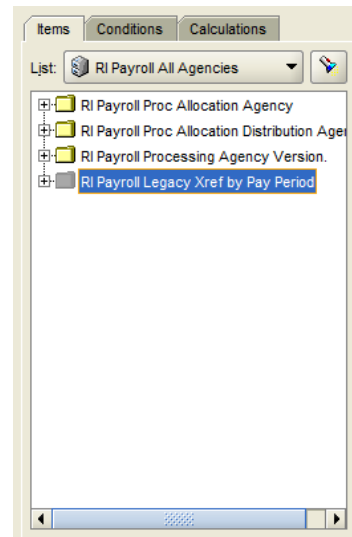 Items Conditions Calculations
List: RI Payroll All Agencies
RI Payroll Proc Allocation Agency
RI Payroll Proc Allocation Distribution Agen
RI Payroll Processing Agency Version.
RI Payroll Legacy Xref by Pay Period